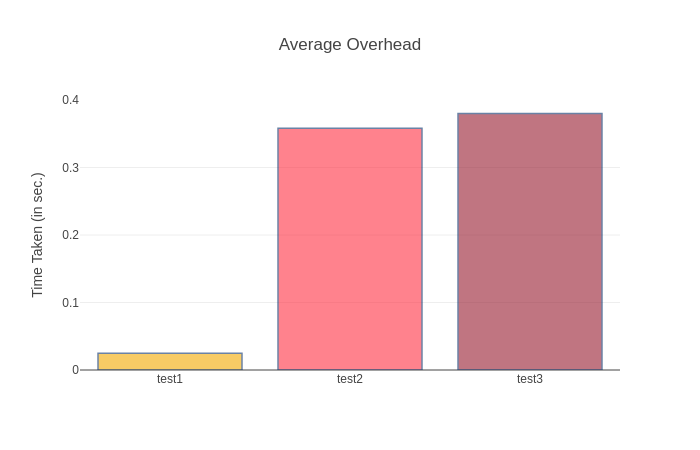 Average Overhead
Time Taken (in sec.)
0.4
0.3
0.2
0.1
0
test1
test2
test3